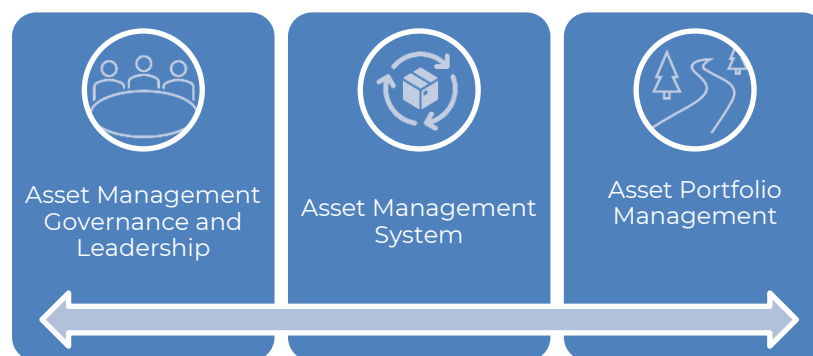 Asset Management
Governance and
Leadership
Asset Management
System
Asset Portfolio
Management